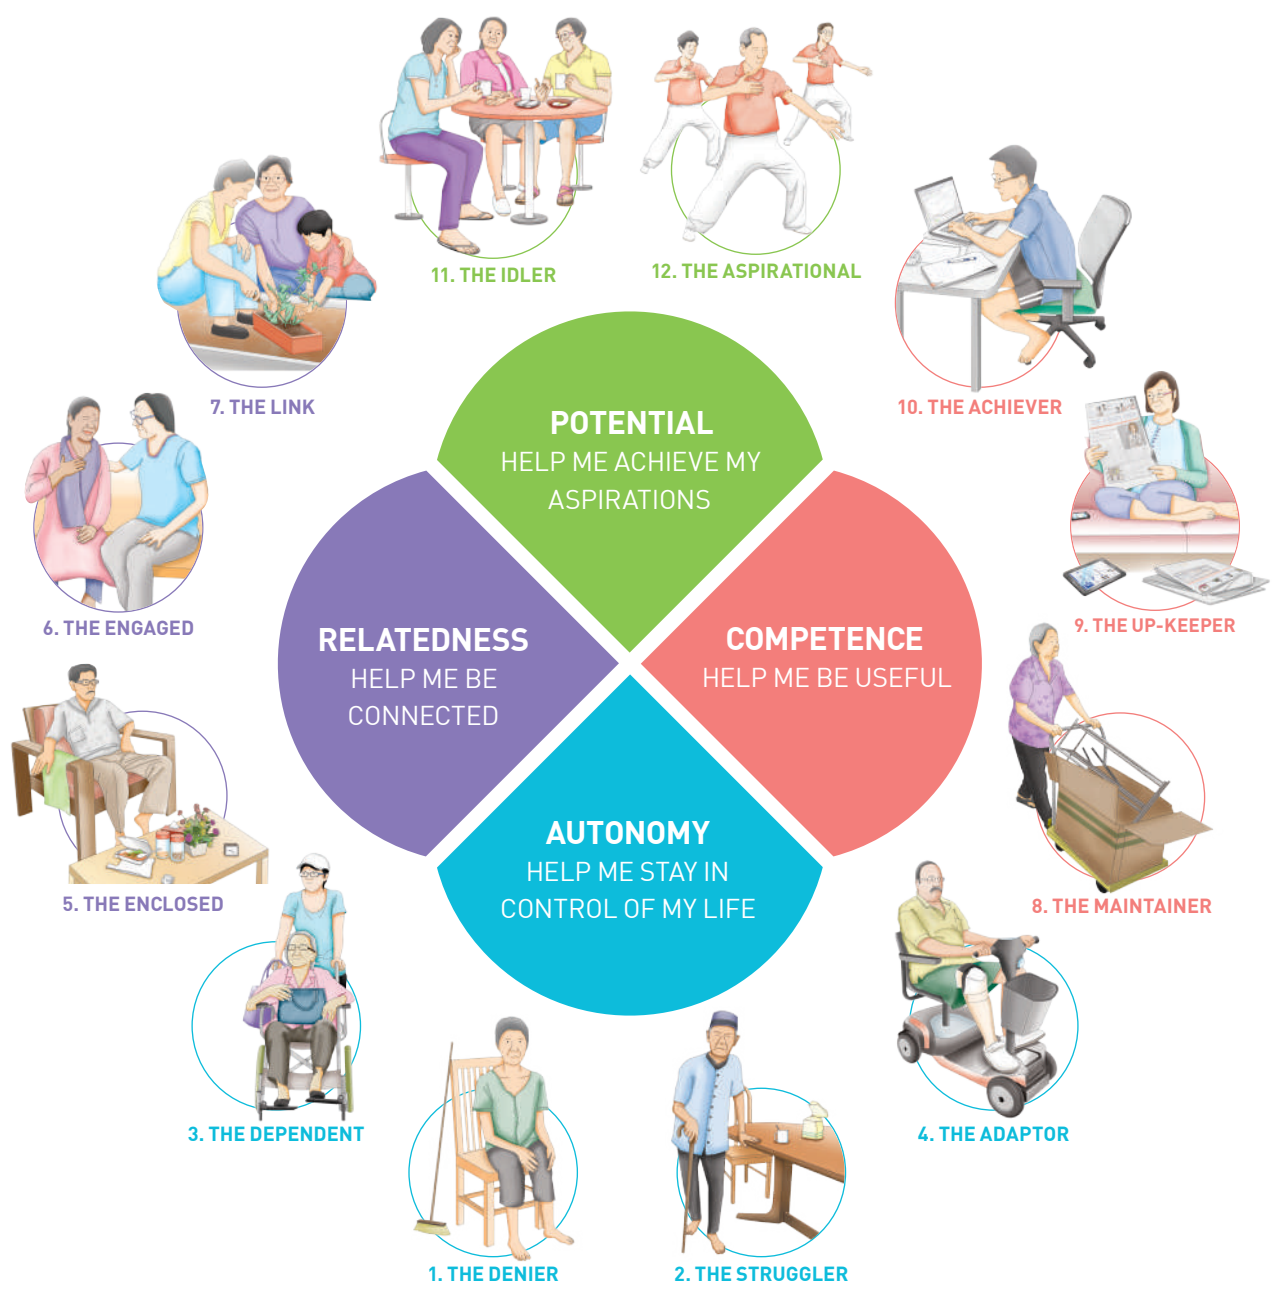 11. THE IDLER
12. THE ASPIRATIONAL
7. THE LINK
10. THE ACHIEVER
POTENTIAL
HELP ME ACHIEVE MY
ASPIRATIONS
6. THE ENGAGED
9. THE UP-KEEPER
RELATEDNESS
HELP ME BE
CONNECTED
COMPETENCE
HELP ME BE USEFUL
AUTONOMY
HELP ME STAY IN
CONTROL OF MY LIFE
5. THE ENCLOSED
8. THE MAINTAINER
3. THE DEPENDENT
4. THE ADAPTOR
1. THE DENIER
2. THE STRUGGLER